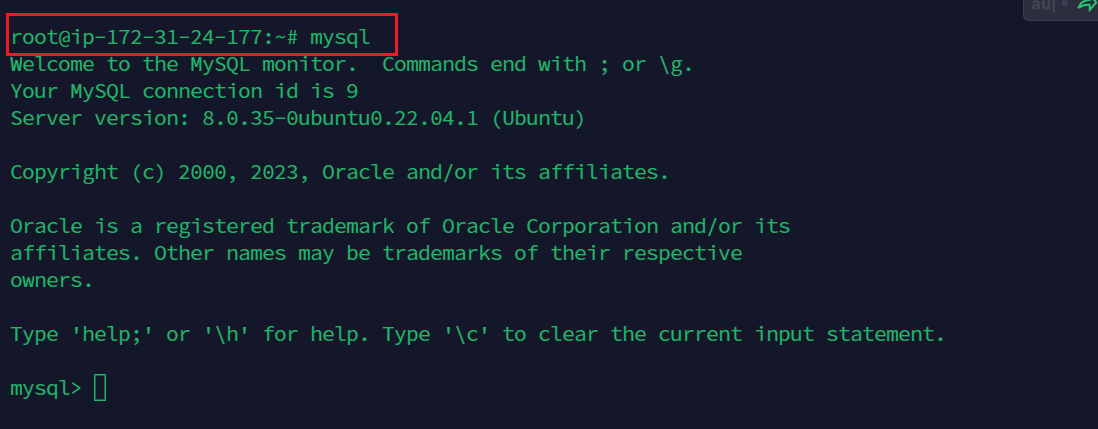 au|
root@ip-172-31-24-177:~# mysql
Welcome to the MySQL monitor.  Commands end with ; or \g.
Your MySQL connection id is 9
Server version: 8.0.35-0ubuntu0.22.04.1 (Ubuntu)
Copyright (c) 2000, 2023, Oracle and/or its affiliates.
Oracle is a registered trademark of Oracle Corporation and/or its
affiliates. Other names may be trademarks of their respective
owners.
Type 'help;' or '\h' for help. Type '\c' to clear the current input statement.
mysql>